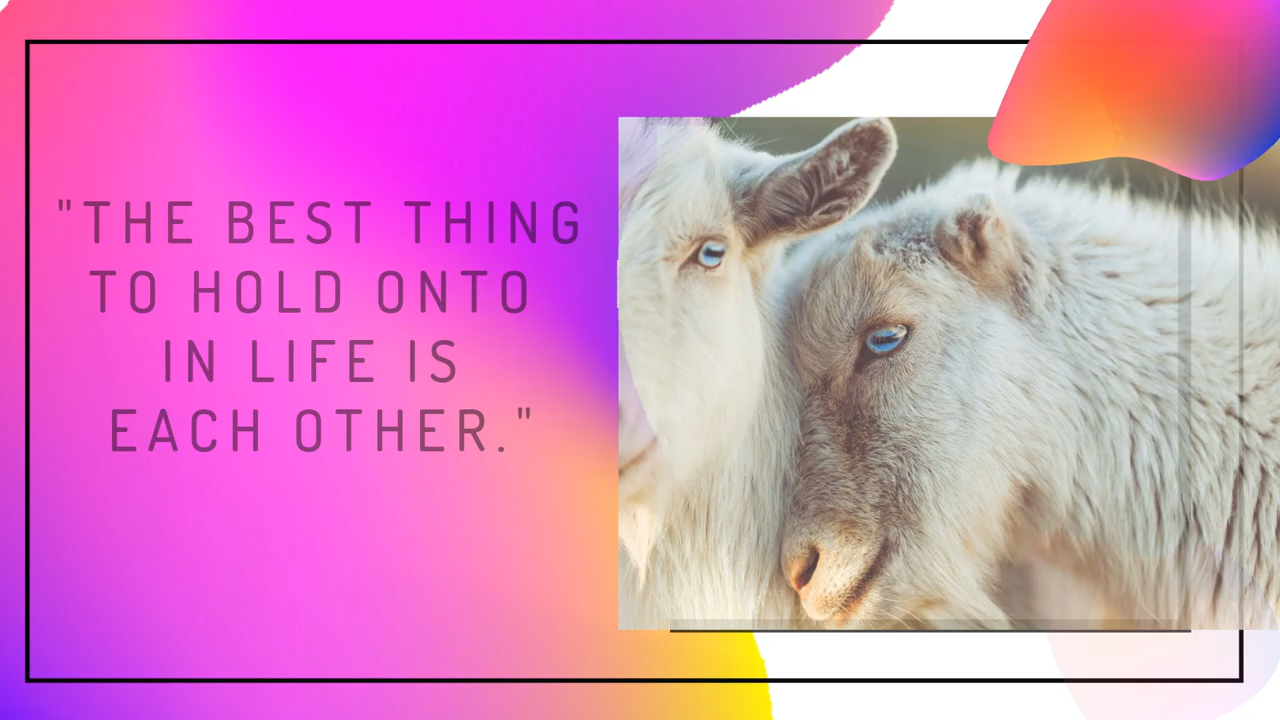 "THE BEST THING
TO HOLD ONTO
IN LIFE IS
EACH OTHER."